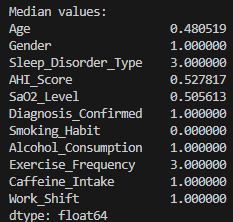 Median values:
Age 0.480519
Gender 1.000000
Sleep_Disorder_Type 3.000000
AHI_Score 0.527817
SaO2_Level 0.505613
Diagnosis_Confirmed 1.000000
Smoking_Habit 0.000000
Alcohol_Consumption 1.000000
Exercise_Frequency 3.000000
Caffeine_Intake 1.000000
Work_Shift 1.000000
dtype: float64